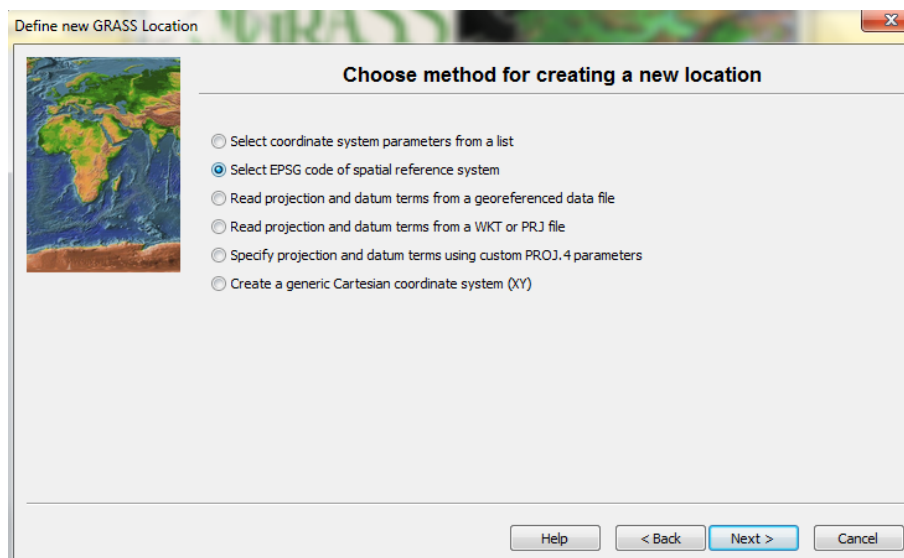 Define new GRASS Location
GRASS
Choose method for creating a new location
Select coordinate system parameters from a list
Select EPSG code of spatial reference system
Read projection and datum terms from a georeferenced data file
Read projection and datum terms from a WKT or PRJ file
Specify projection and datum terms using custom PROJ.4 parameters
Create a generic Cartesian coordinate system (XY)
Help
< Back
Next >
Cancel